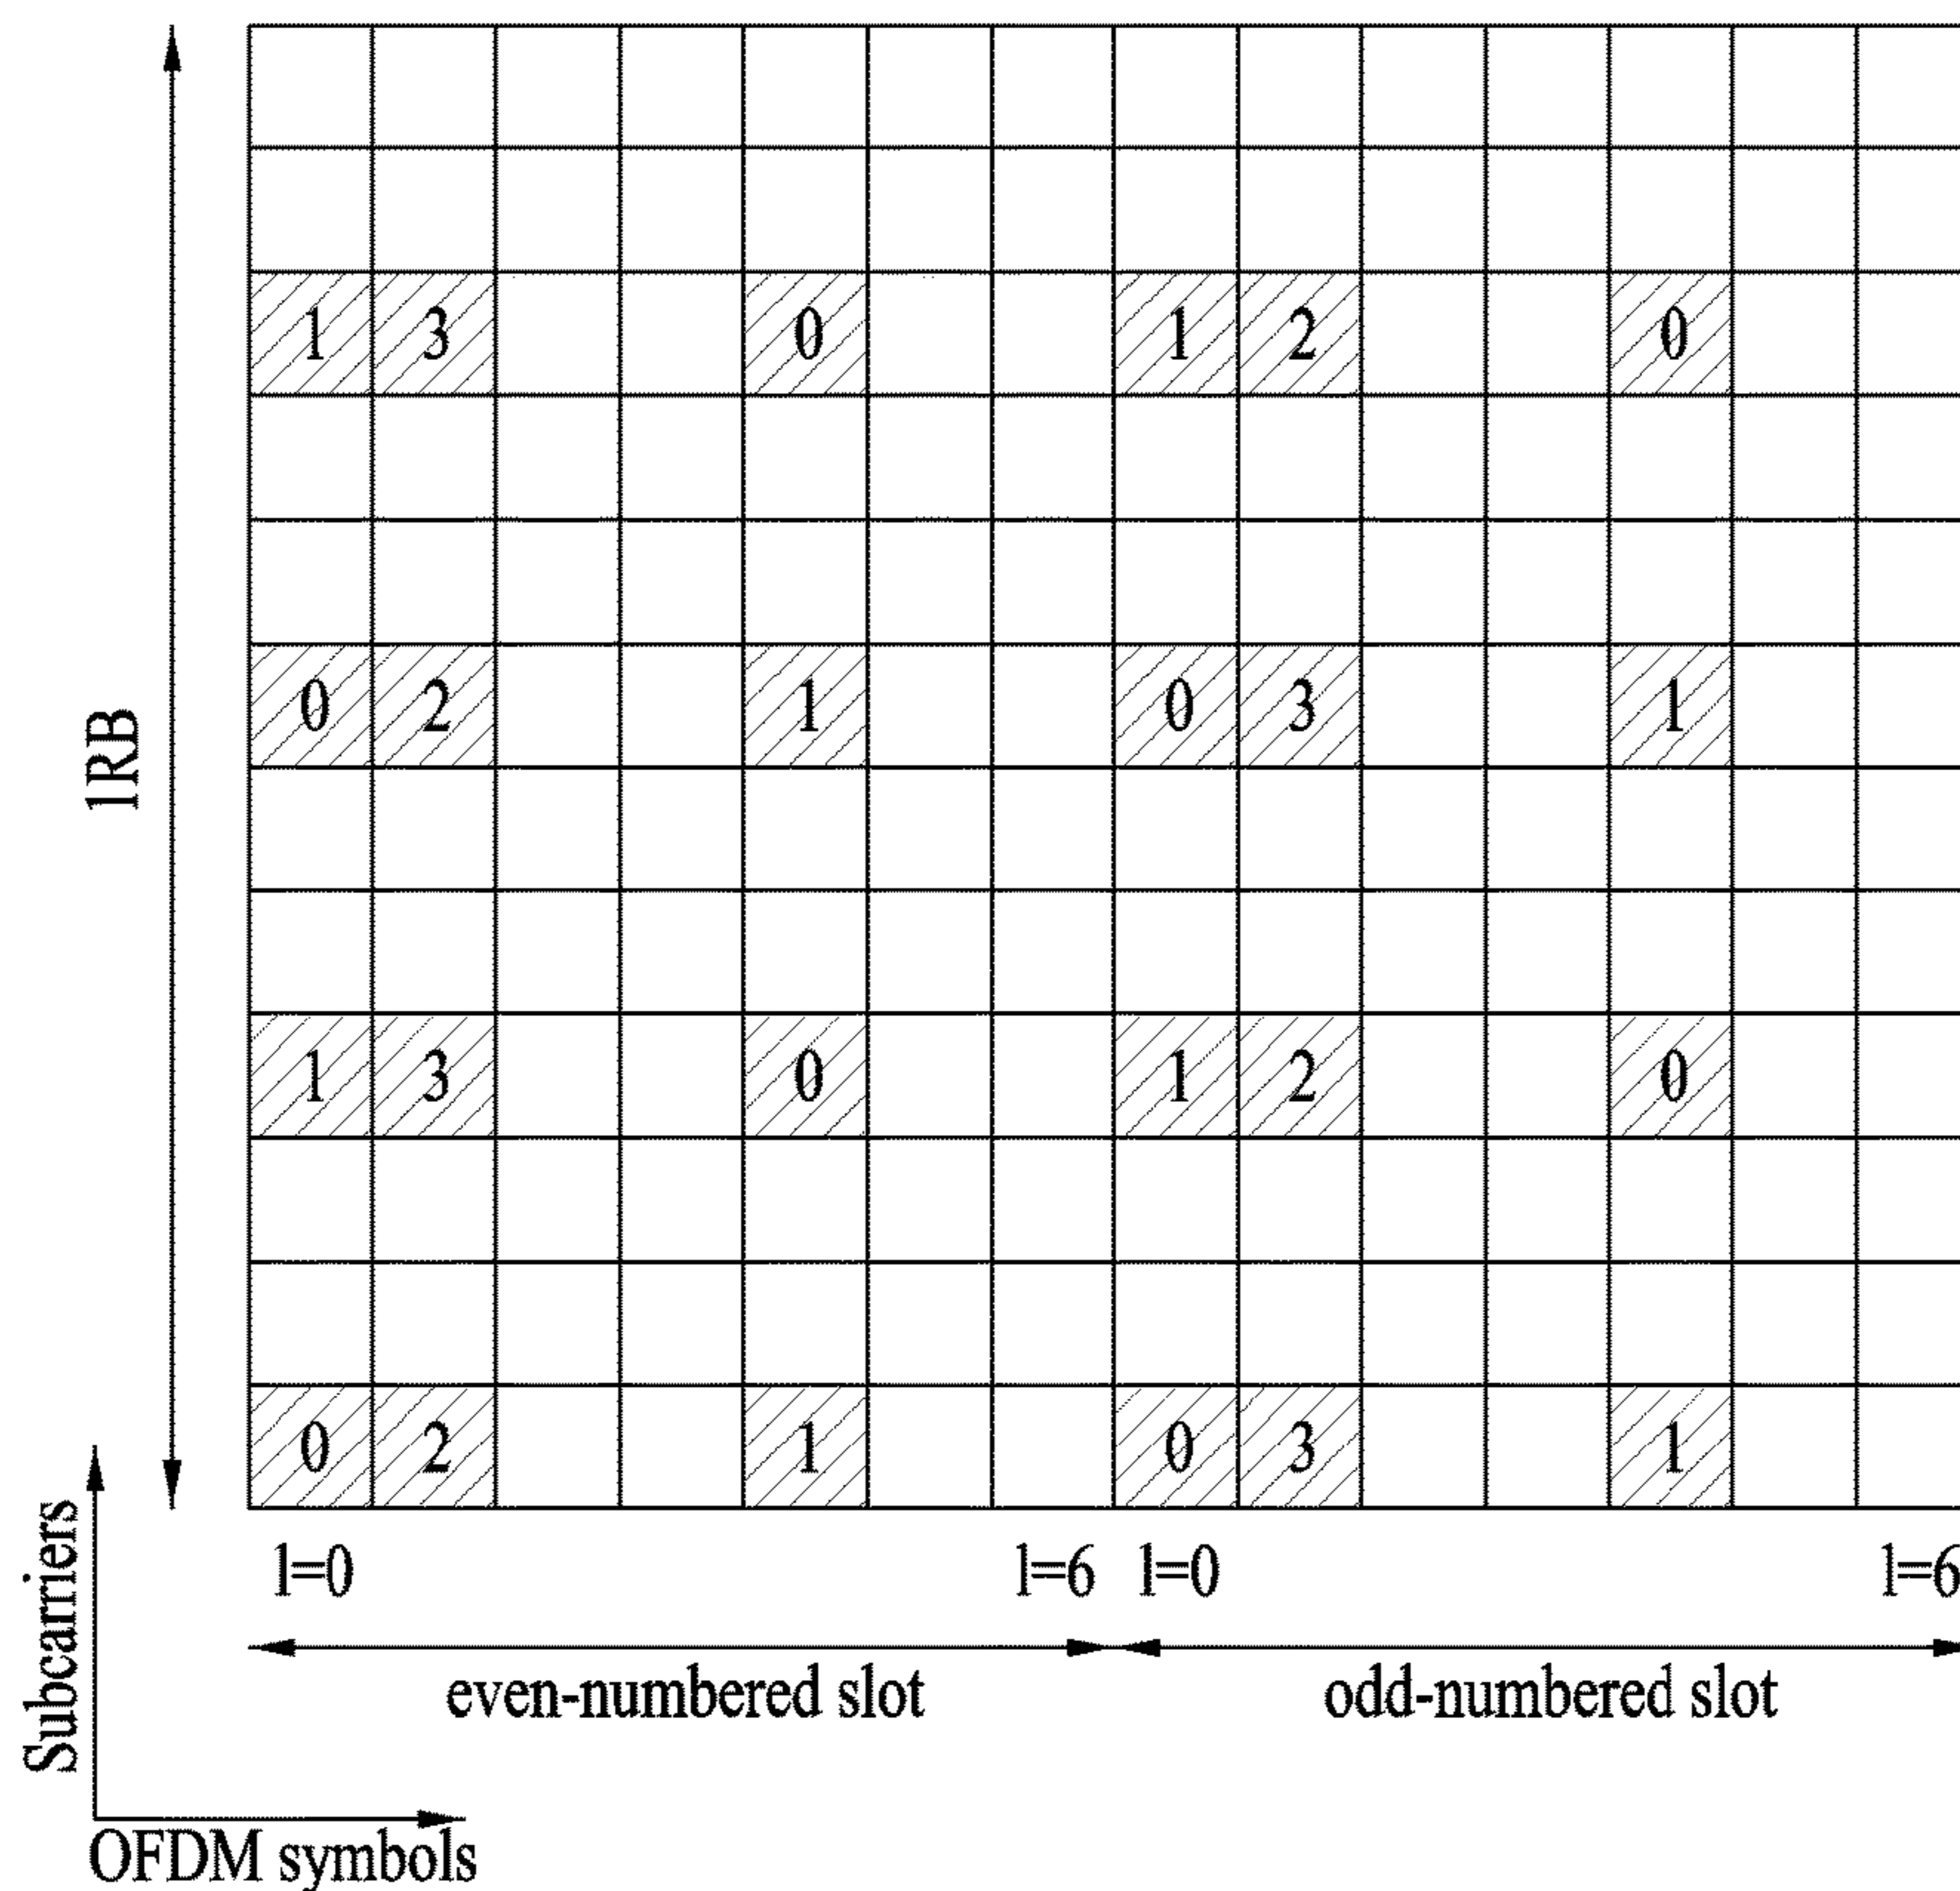 1 3 0 1 2 0
1RB
0 2 1 0 3 1
1 3 0 1 2 0
0 2 1 0 3 1
l=0 l=6 l=0 l=6
even-numbered slot odd-numbered slot
Subcarriers
OFDM symbols